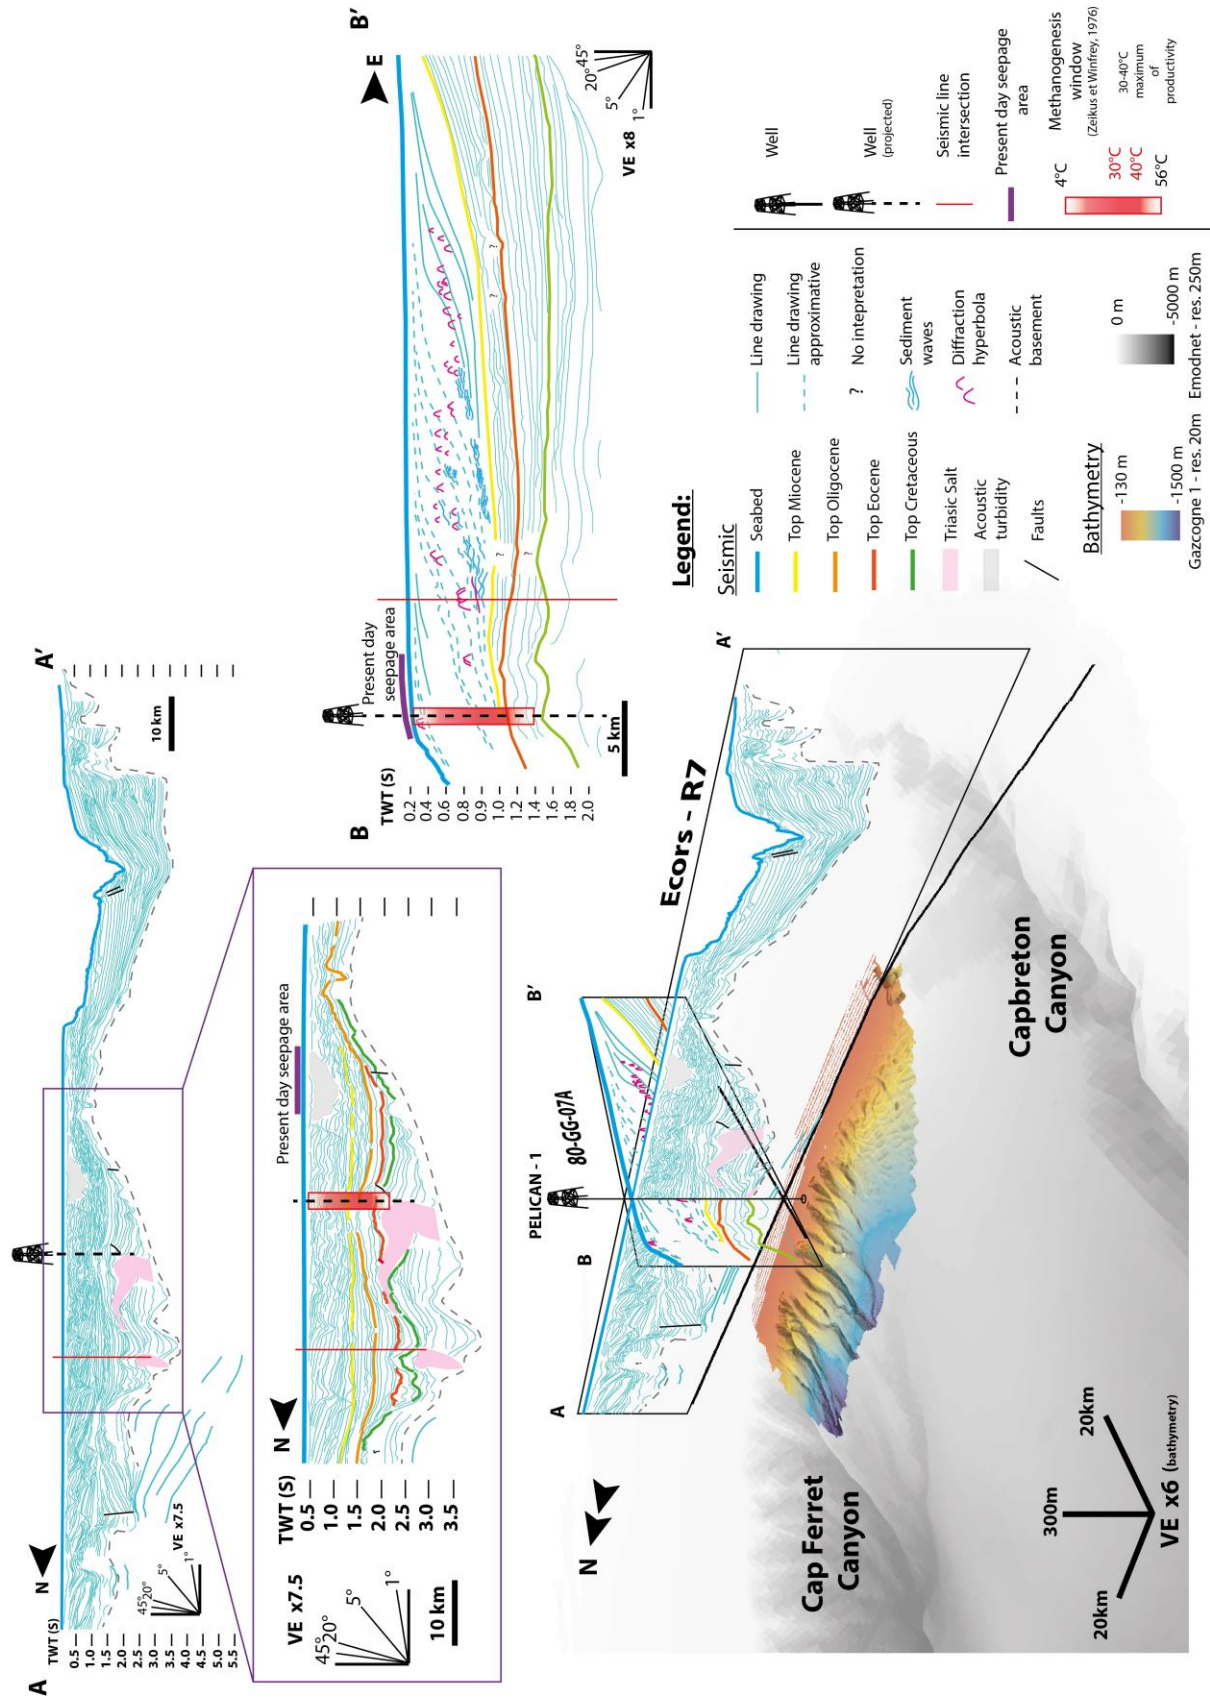 A
A'
N
TWT (S)
0.5
1.0
1.5
2.0
2.5
3.0
3.5
4.0
4.5
5.0
5.5
45°
20°
5°
1°
VE x7.5
10 km
N
Present day seepage area
TWT (S)
0.5
1.0
1.5
2.0
2.5
3.0
3.5
VE x7.5
45°
20°
5°
1°
10 km
B
B'
E
Present day
seepage area
TWT (S)
0.2
0.4
0.6
0.8
0.9
1.0
1.2
1.4
1.6
1.8
2.0
? ? ? ?
5 km
20°
45°
5°
1°
VE x8
N
A
A'
B
B'
PELICAN - 1
80-GG-07A
Ecors - R7
Cap Ferret
Canyon
Capbreton
Canyon
300m
20km
20km
VE x6 (bathymetry)
Legend:
Seismic
Seabed
Top Miocene
Top Oligocene
Top Eocene
Top Cretaceous
Triasic Salt
Acoustic
turbidity
Faults
Line drawing
Line drawing
approximative
? No intepretation
Sediment
waves
Diffraction
hyperbola
Acoustic
basement
Bathymetry
-130 m
-1500 m
Gazcogne 1 - res. 20m
0 m
-5000 m
Emodnet - res. 250m
Well
Well
(projected)
Seismic line
intersection
Present day seepage
area
4°C
30°C
40°C
56°C
Methanogenesis
window
(Zeikus et Winfrey, 1976)
30-40°C
maximum
of
productivity